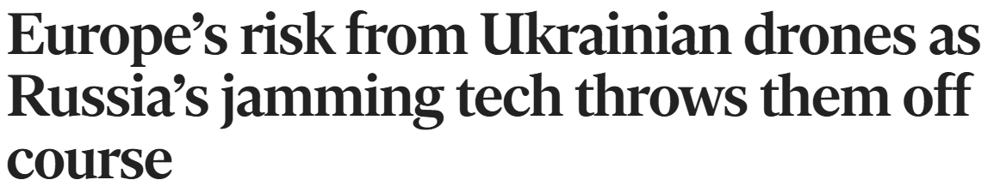 Europe’s risk from Ukrainian drones as
Russia’s jamming tech throws them off
course